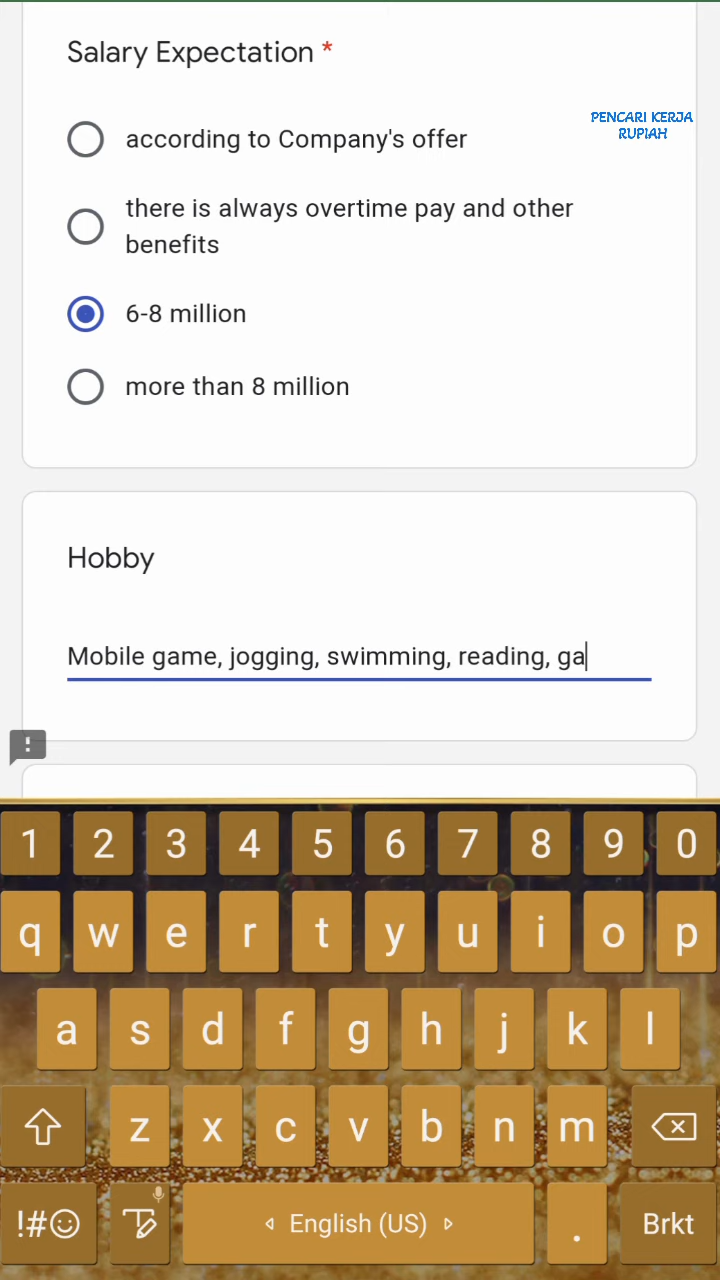 Salary Expectation *
according to Company's offer
PENCARI KERJA
RUPIAH
there is always overtime pay and other
benefits
6-8 million
more than 8 million
Hobby
Mobile game, jogging, swimming, reading, ga
!
1 2 3 4 5 6 7 8 9 0
q w e r t y u i o p
a s d f g h j k l
z x c v b n m
!#☺ T English (US) . Brkt